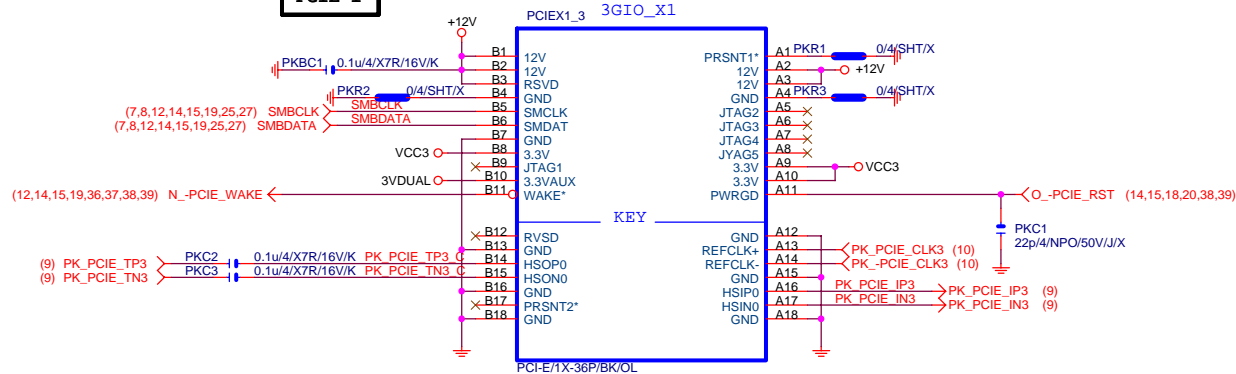 PCIEX1_3 3GIO_X1
+12V
B1 12V PRSNT1* A1 PKR1 0/4/SHT/X
PKBC1 0.1u/4/X7R/16V/K B2 12V 12V A2 +12V
B3 RSVD 12V A3
PKR2 0/4/SHT/X B4 GND GND A4 PKR3 0/4/SHT/X
(7,8,12,14,15,19,25,27) SMBCLK SMBCLK B5 SMCLK JTAG2 A5
(7,8,12,14,15,19,25,27) SMBDATA SMBDATA B6 SMDAT JTAG3 A6
B7 GND JTAG4 A7
VCC3 B8 3.3V JYAG5 A8
B9 JTAG1 3.3V A9 VCC3
3VDUAL B10 3.3VAUX 3.3V A10
(12,14,15,19,36,37,38,39) N_-PCIE_WAKE B11 WAKE* PWRGD A11 O_-PCIE_RST (14,15,18,20,38,39)
KEY
PKC1
22p/4/NPO/50V/J/X
B12 RVSD GND A12
B13 GND REFCLK+ A13 PK_PCIE_CLK3 (10)
(9) PK_PCIE_TP3 PKC2 0.1u/4/X7R/16V/K PK_PCIE_TP3_C B14 HSOP0 REFCLK- A14 PK_-PCIE_CLK3 (10)
(9) PK_PCIE_TN3 PKC3 0.1u/4/X7R/16V/K PK_PCIE_TN3_C B15 HSON0 GND A15
B16 GND HSIP0 A16 PK_PCIE_IP3 PK_PCIE_IP3 (9)
B17 PRSNT2* HSIN0 A17 PK_PCIE_IN3 PK_PCIE_IN3 (9)
B18 GND GND A18
PCI-E/1X-36P/BK/OL